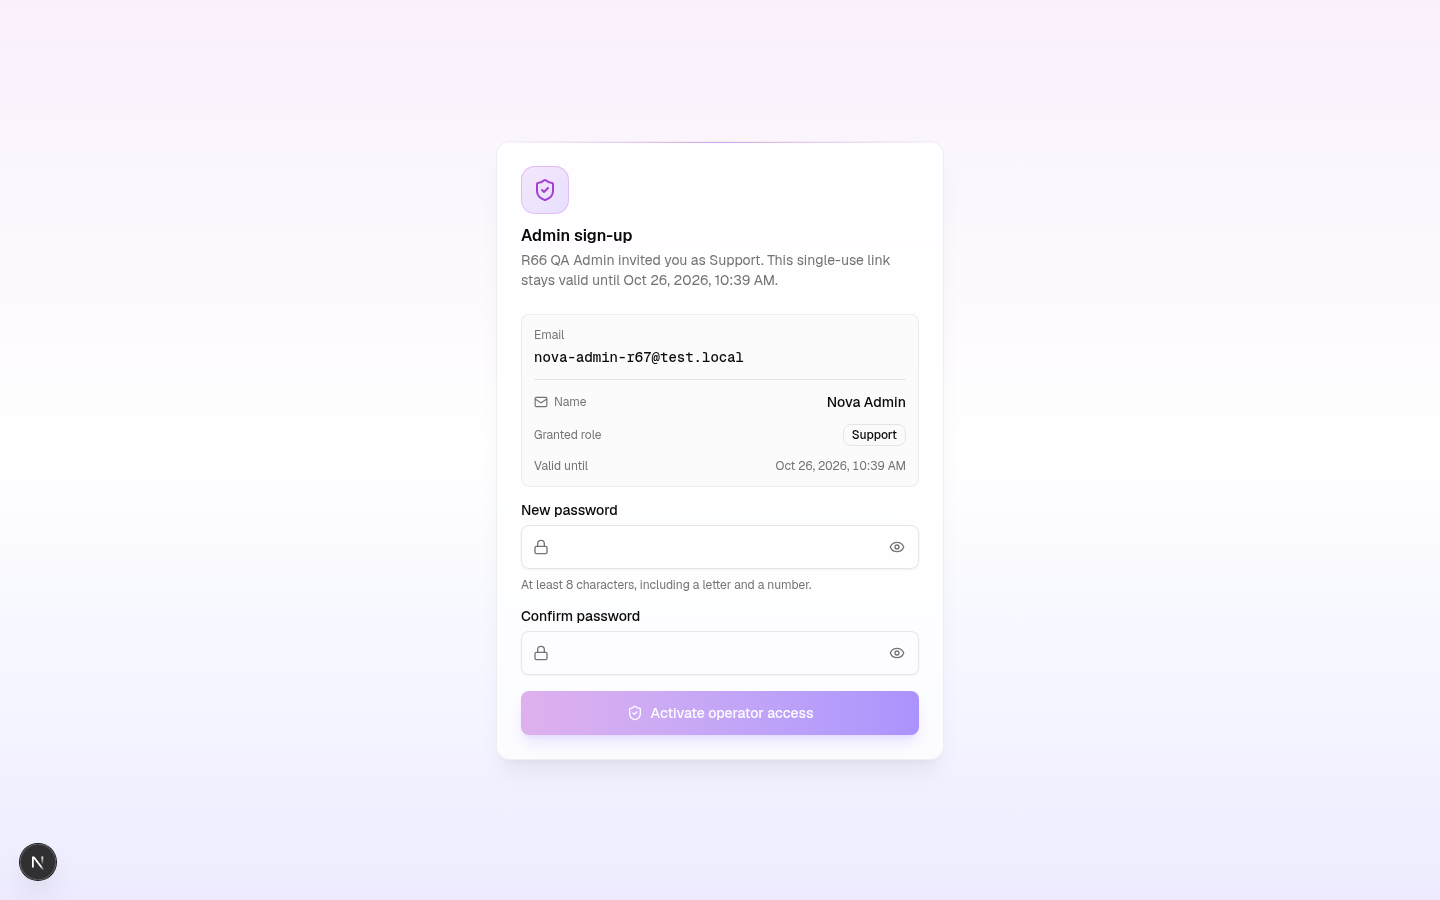 Admin sign-up
R66 QA Admin invited you as Support. This single-use link
stays valid until Oct 26, 2026, 10:39 AM.
Email
nova-admin-r67@test.local
Name Nova Admin
Granted role Support
Valid until Oct 26, 2026, 10:39 AM
New password
At least 8 characters, including a letter and a number.
Confirm password
Activate operator access
N